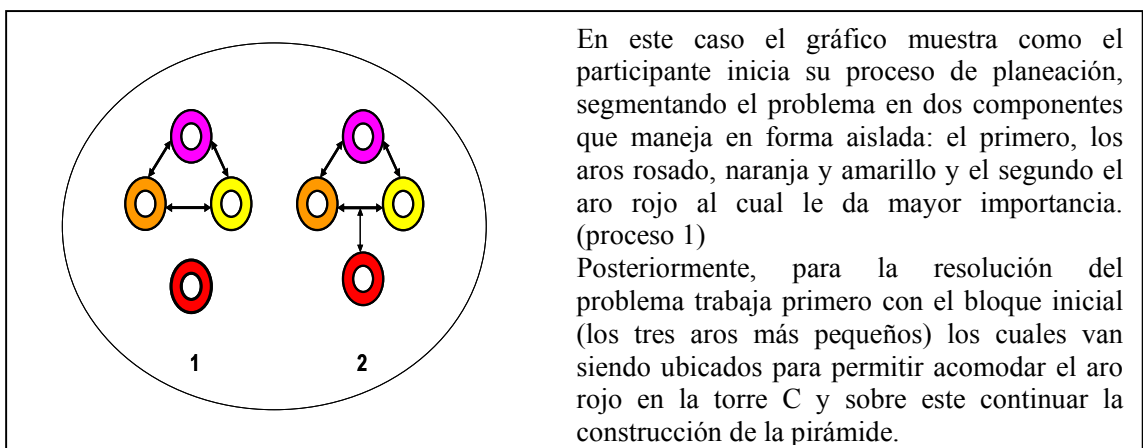 En este caso el gráfico muestra como el
participante inicia su proceso de planeación,
segmentando el problema en dos componentes
que maneja en forma aislada: el primero, los
aros rosado, naranja y amarillo y el segundo el
aro rojo al cual le da mayor importancia.
(proceso 1)
Posteriormente, para la resolución del
problema trabaja primero con el bloque inicial
(los tres aros más pequeños) los cuales van
siendo ubicados para permitir acomodar el aro
rojo en la torre C y sobre este continuar la
construcción de la pirámide.
1 2